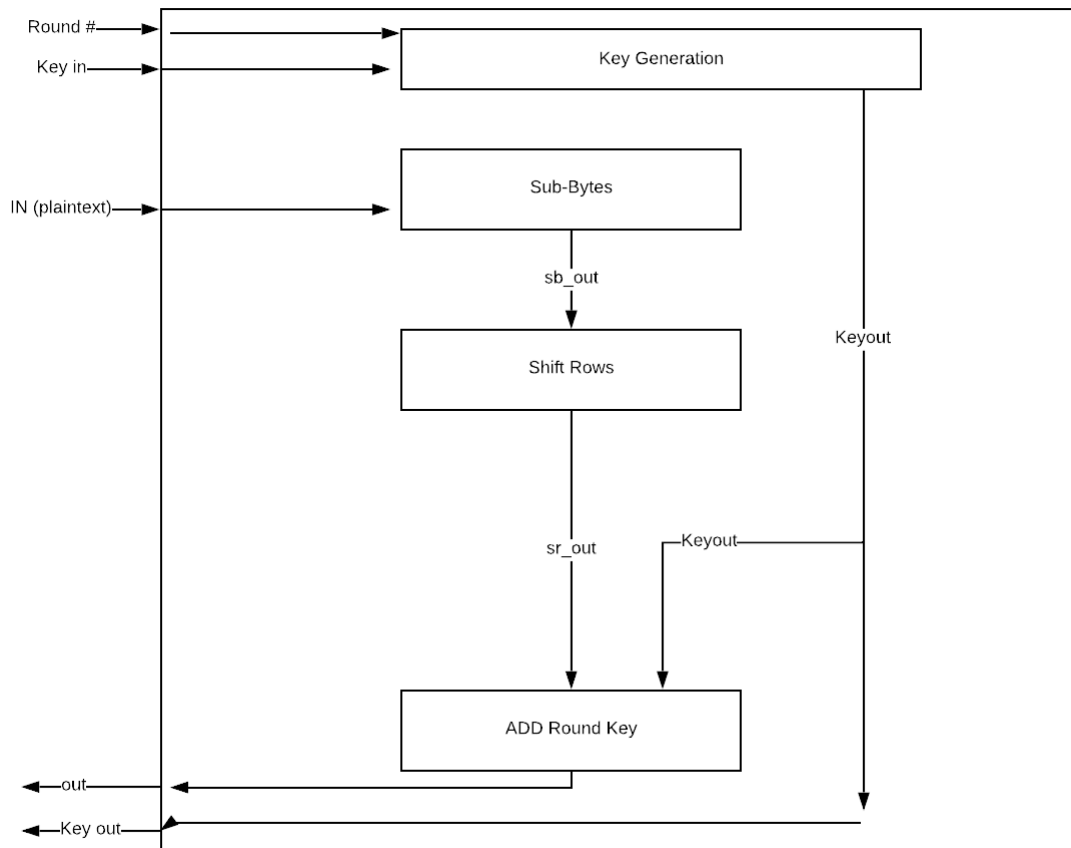 Round #
Key Generation
Key in
Sub-Bytes
IN (plaintext)
sb_out
Keyout
Shift Rows
Keyout
sr_out
ADD Round Key
out
Key out